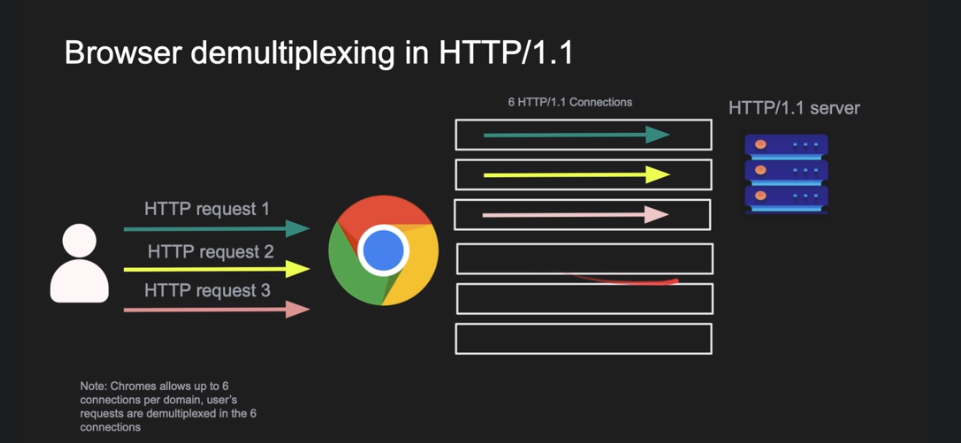 Browser demultiplexing in HTTP/1.1
6 HTTP/1.1 Connections
HTTP/1.1 server
HTTP request 1
HTTP request 2
HTTP request 3
Note: Chromes allows up to 6
connections per domain, user's
requests are demultiplexed in the 6
connections